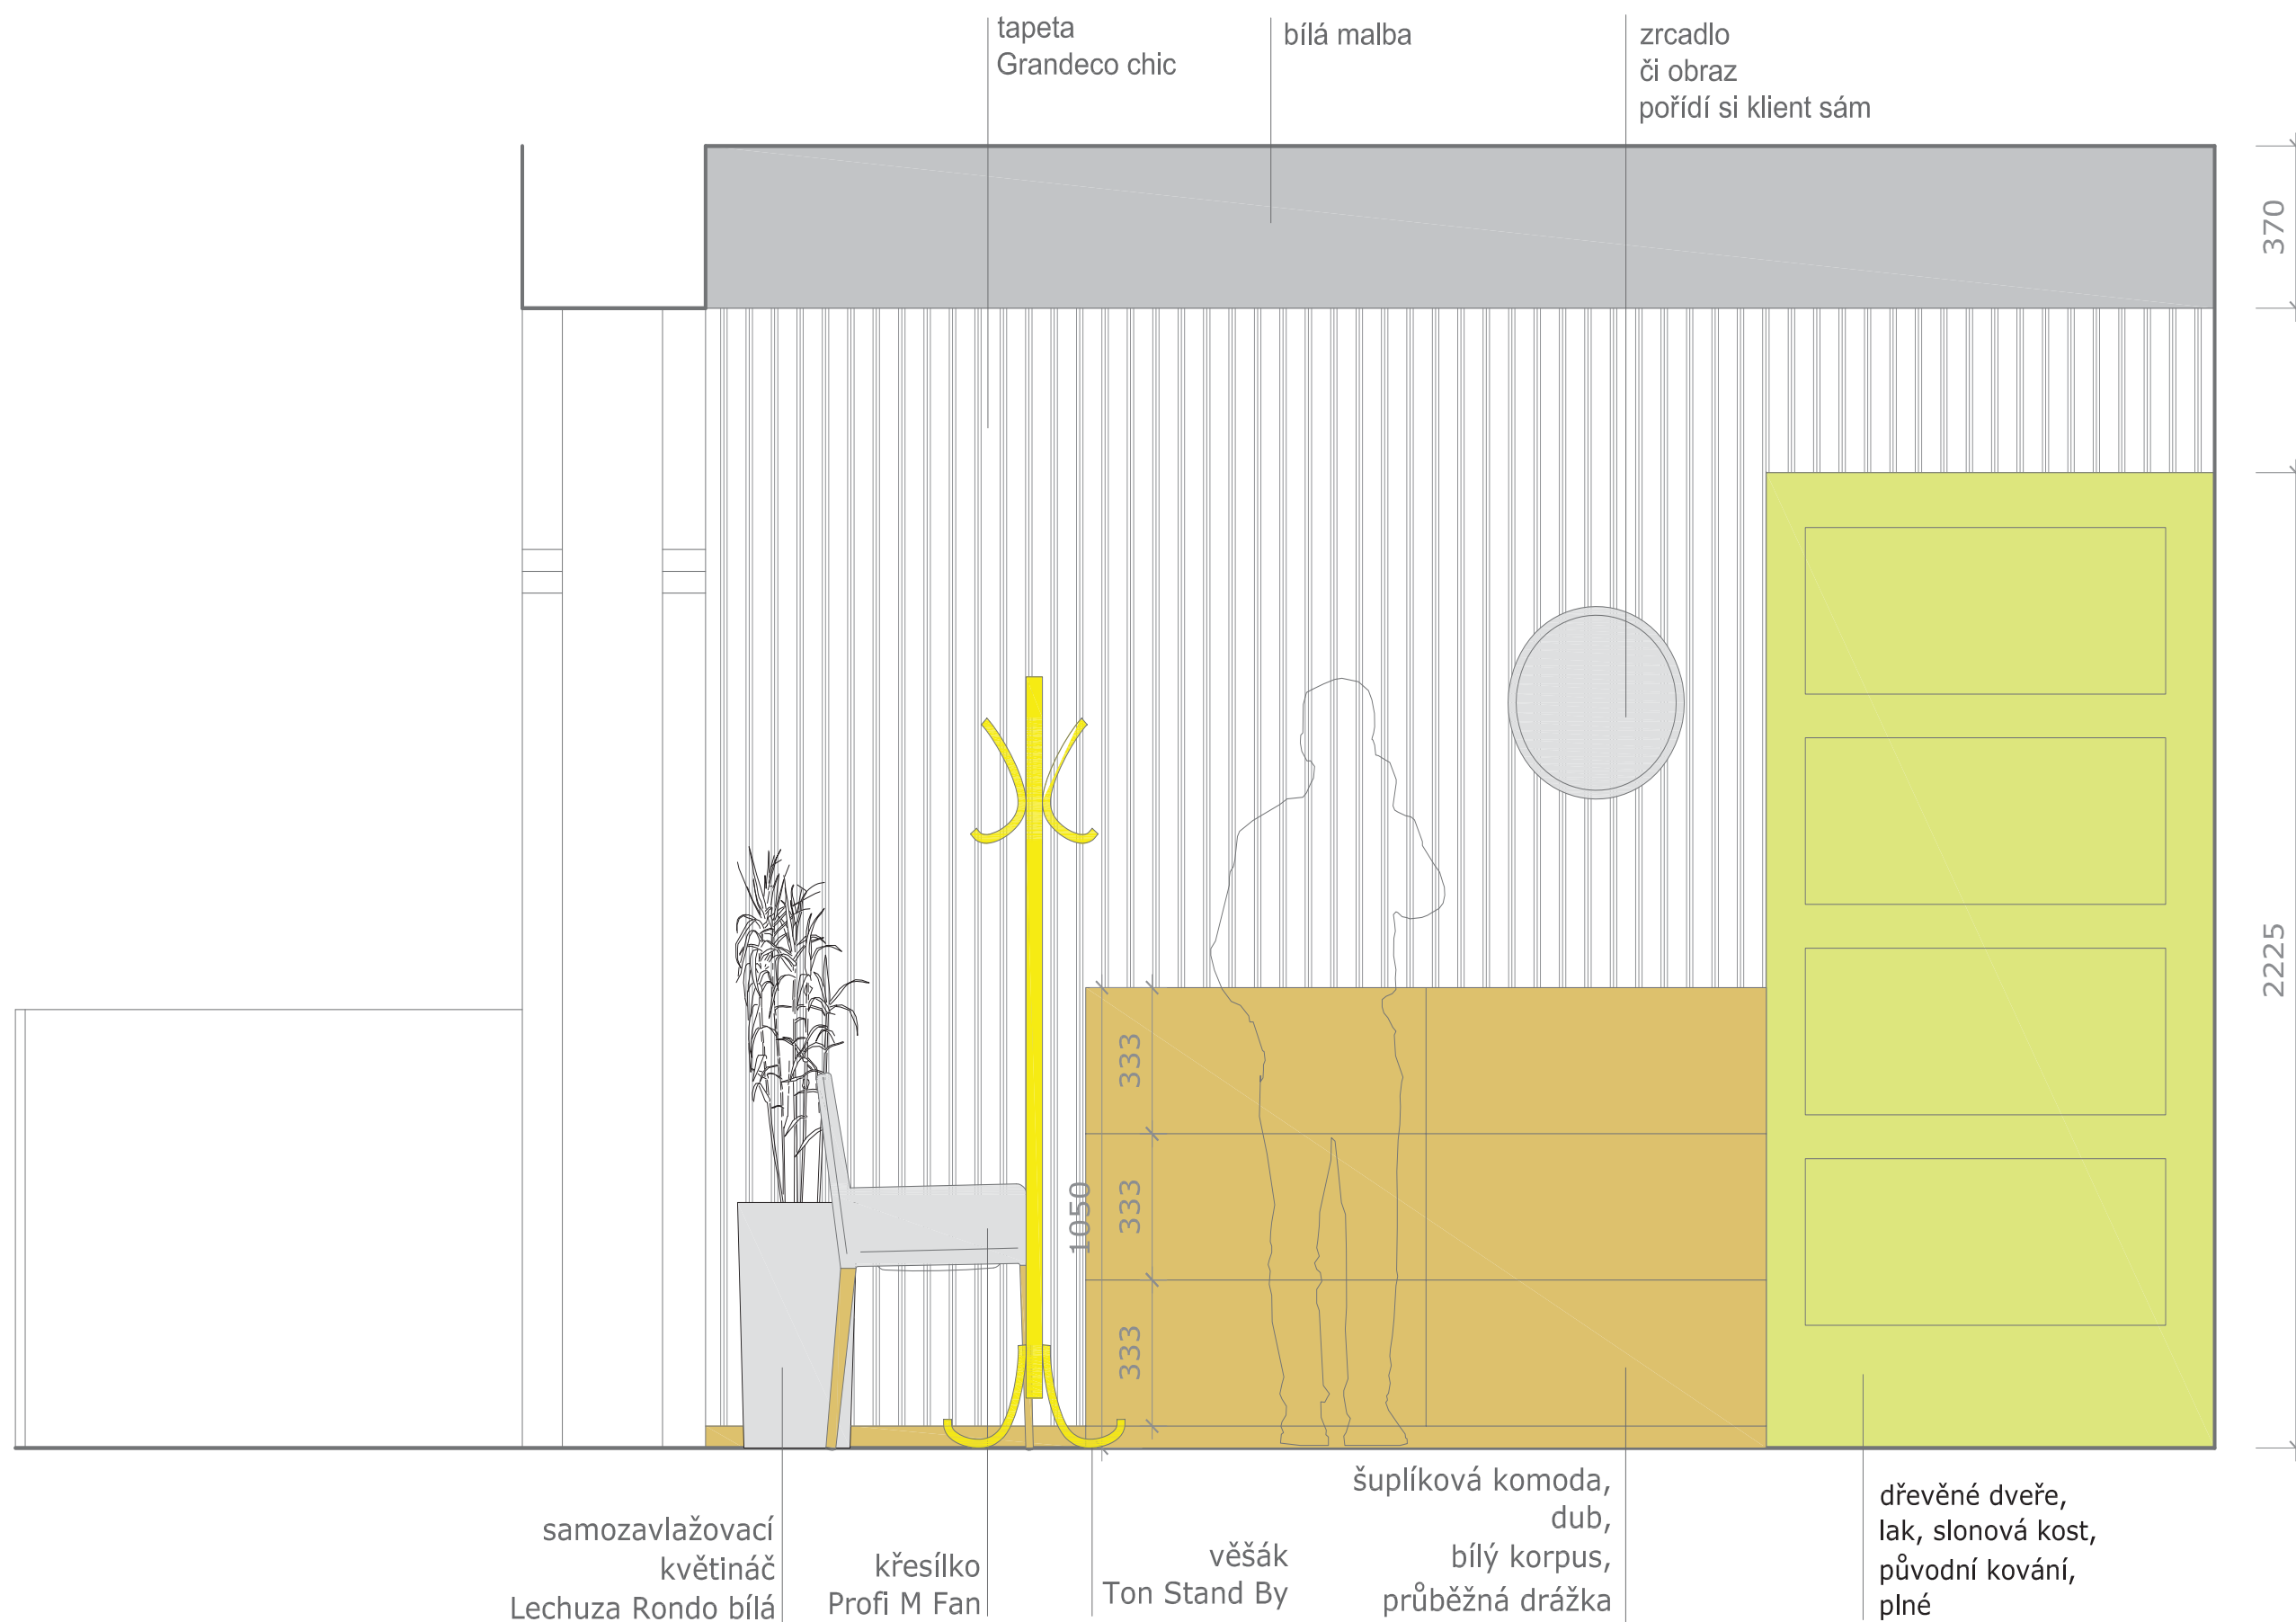 tapeta
Grandeco chic
bílá malba
zrcadlo
či obraz
pořídí si klient sám
370
2225
333
333
1050
333
samozavlažovací
květináč
Lechuza Rondo bílá
křesílko
Profi M Fan
věšák
Ton Stand By
šuplíková komoda,
dub,
bílý korpus,
průběžná drážka
dřevěné dveře,
lak, slonová kost,
původní kování,
plné